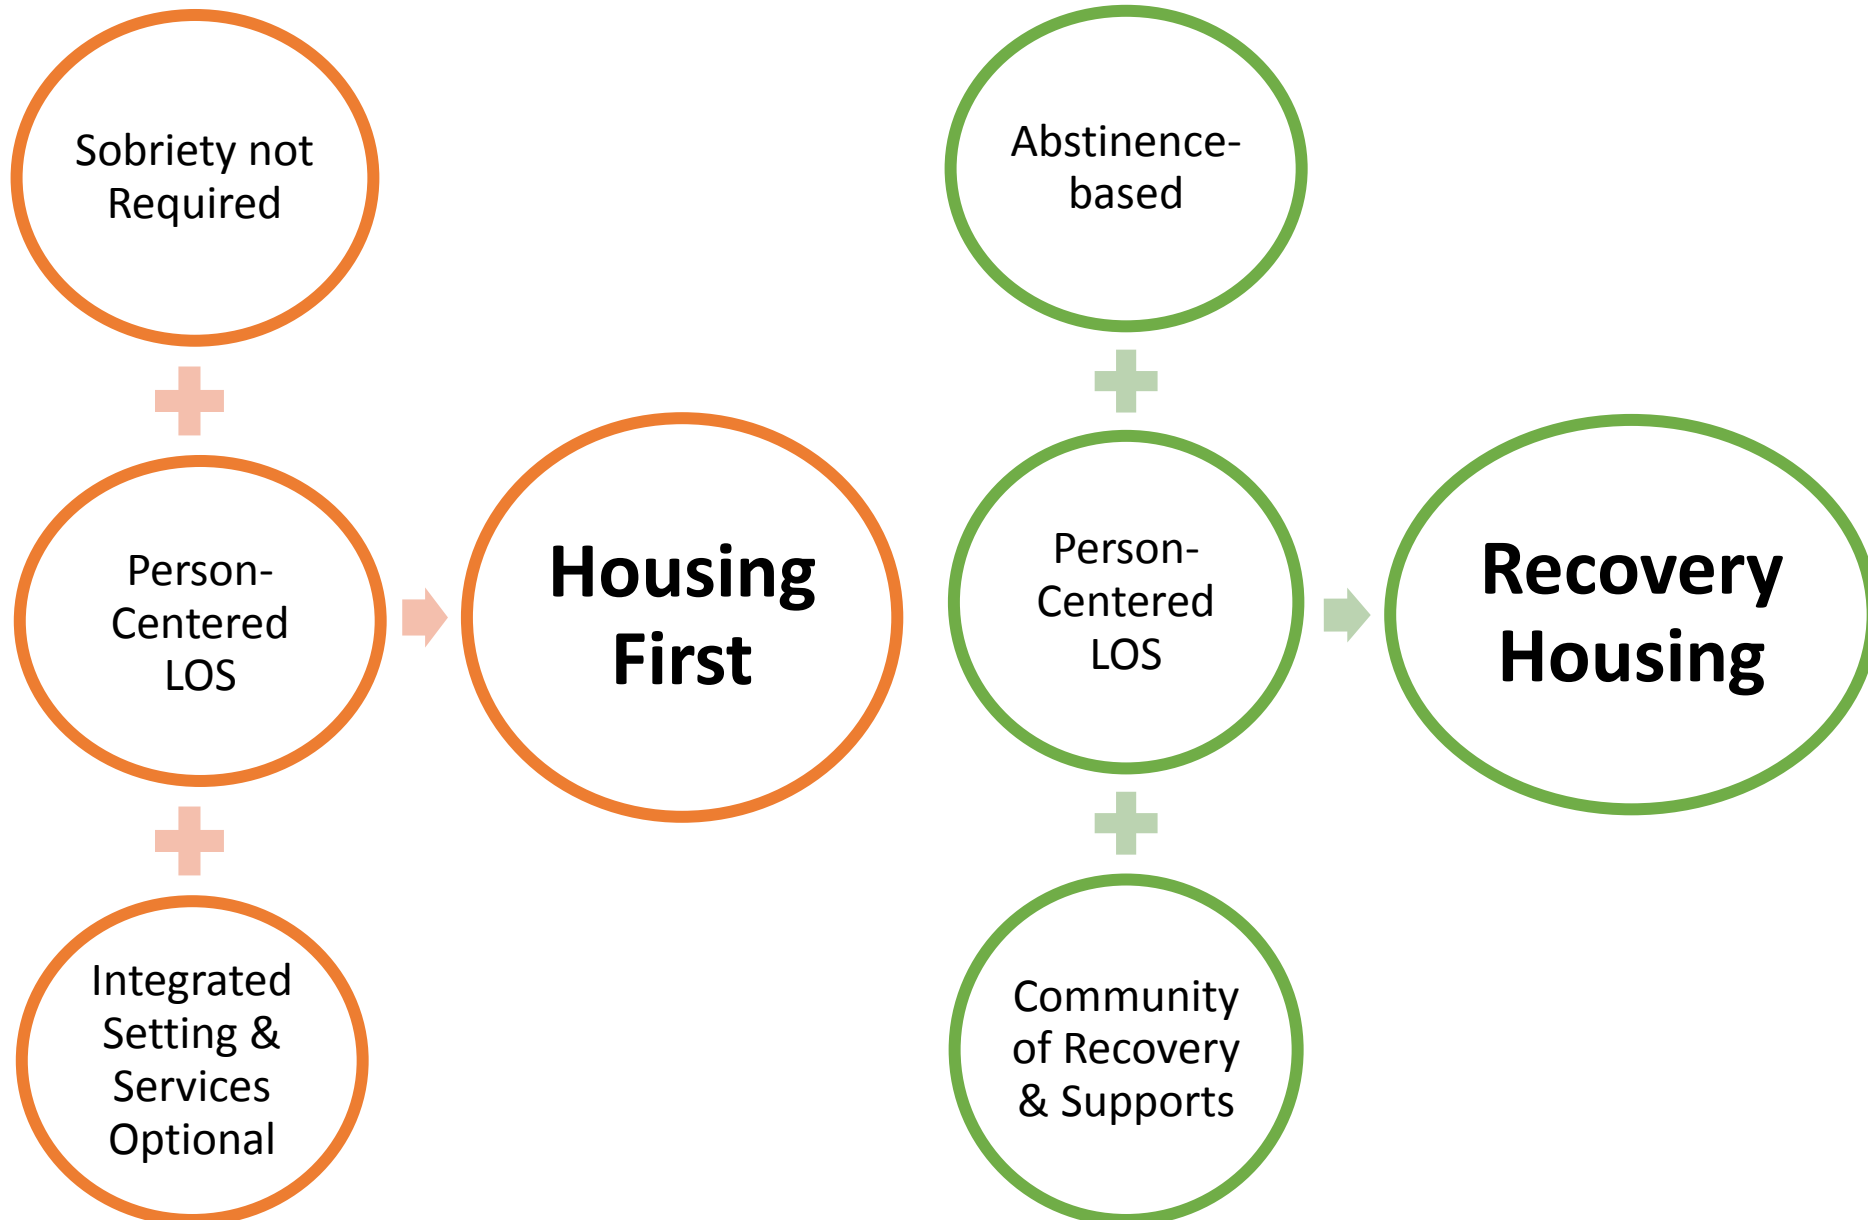 Sobriety not
Required
Person-
Centered
LOS
Integrated
Setting &
Services
Optional
Housing
First
Abstinence-
based
Person-
Centered
LOS
Community
of Recovery
& Supports
Recovery
Housing